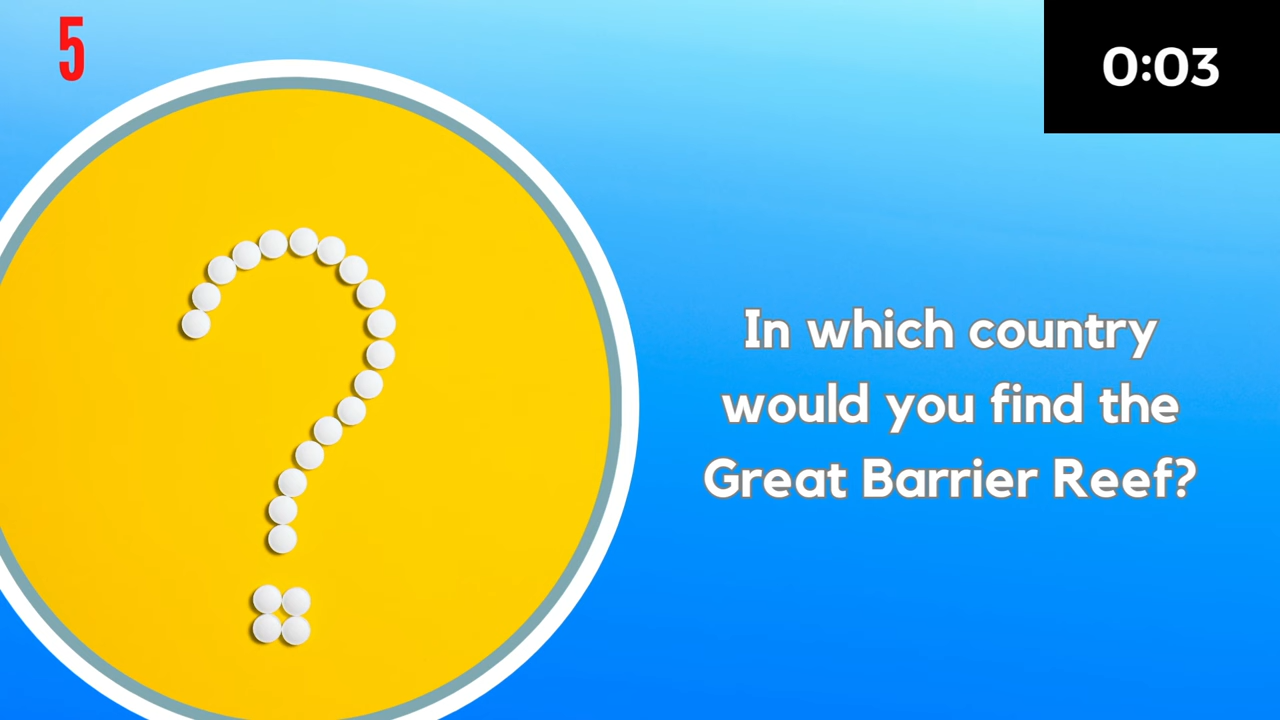 5
0:03
In which country
would you find the
Great Barrier Reef?